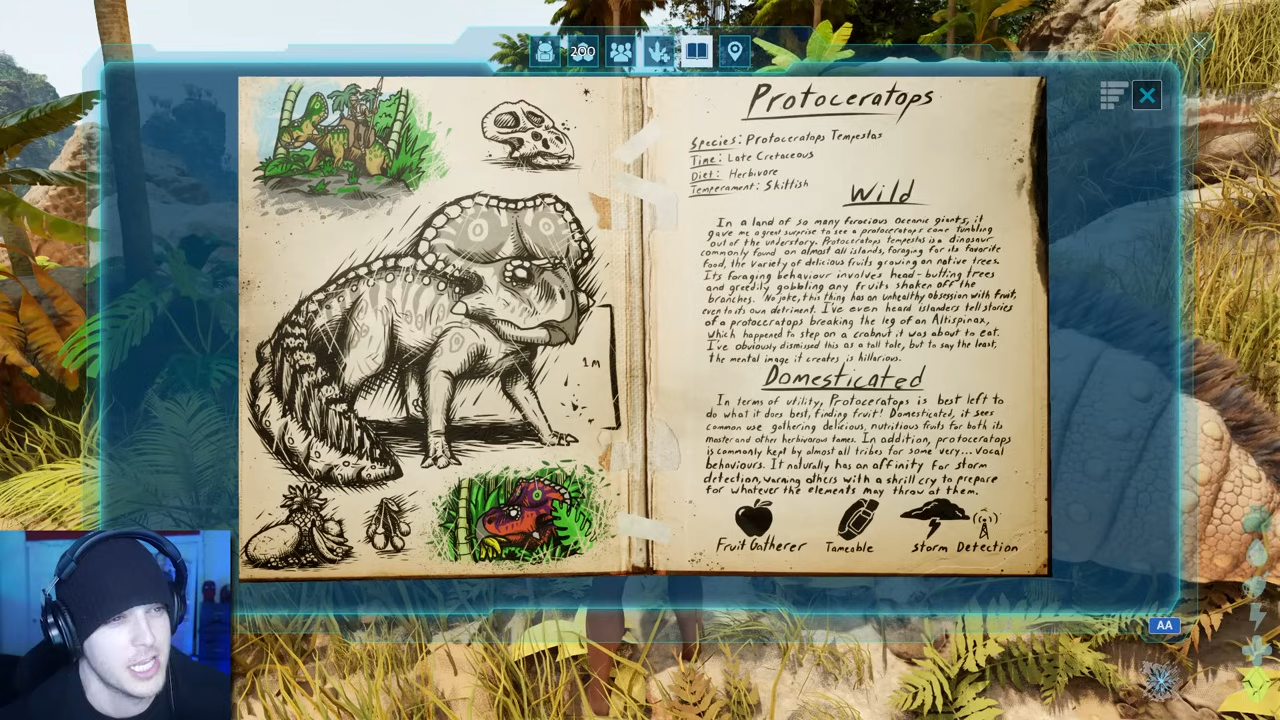 200
Protoceratops
Species: Protoceratops Tempestas
Time: Late Cretaceous
Diet: Herbivore
Temperament: Skittish
Wild
In a land of so many ferocious oceanic giants, it
gave me a great surprise to see a protoceratops come tumbling
out of the understory. Protoceratops tempestas is a dinosaur
commonly found on almost all islands, foraging for its favorite
food, the variety of delicious fruits growing on native trees.
Its foraging behaviour involves head-butting trees
and greedily gobbling any fruits shaken off the
branches. No joke, this thing has an unhealthy obsession with fruit,
even to its own detriment. I've even heard islanders tell stories
of a protoceratops breaking the leg of an Altispinax,
which happened to step on a crabnut it was about to eat.
I've obviously dismissed this as a tall tale, but to say the least,
the mental image it creates is hillarious.
1M
Domesticated
In terms of utility, Protoceratops is best left to
do what it does best, finding fruit! Domesticated, it sees
common use gathering delicious, nutritious fruits for both its
master and other herbivorous tames. In addition, protoceratops
is commonly kept by almost all tribes for some very... vocal
behaviours. It naturally has an affinity for storm
detection, warning others with a shrill cry to prepare
for whatever the elements may throw at them.
Fruit Gatherer Tameable Storm Detection
AA